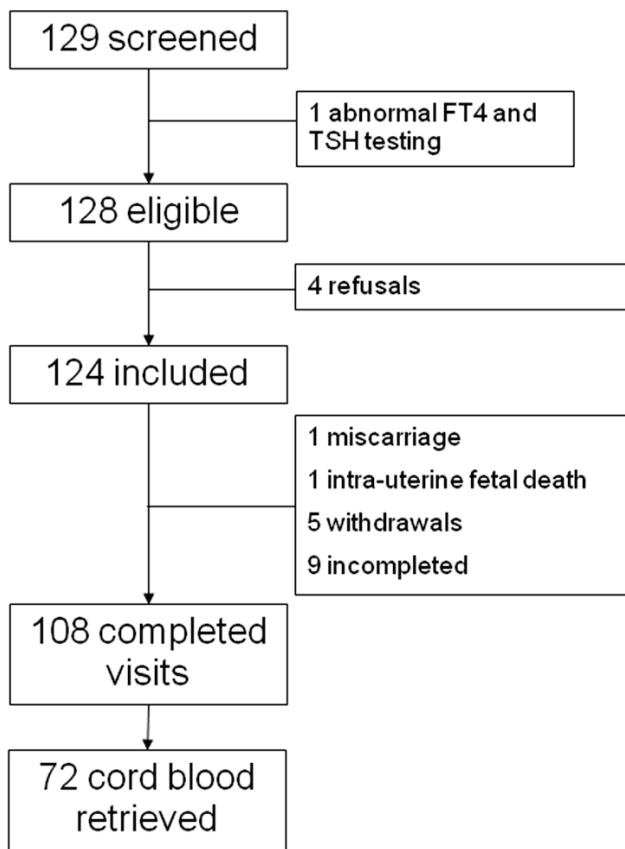 129 screened
1 abnormal FT4 and
TSH testing
128 eligible
4 refusals
124 included
1 miscarriage
1 intra-uterine fetal death
5 withdrawals
9 incompleted
108 completed
visits
72 cord blood
retrieved